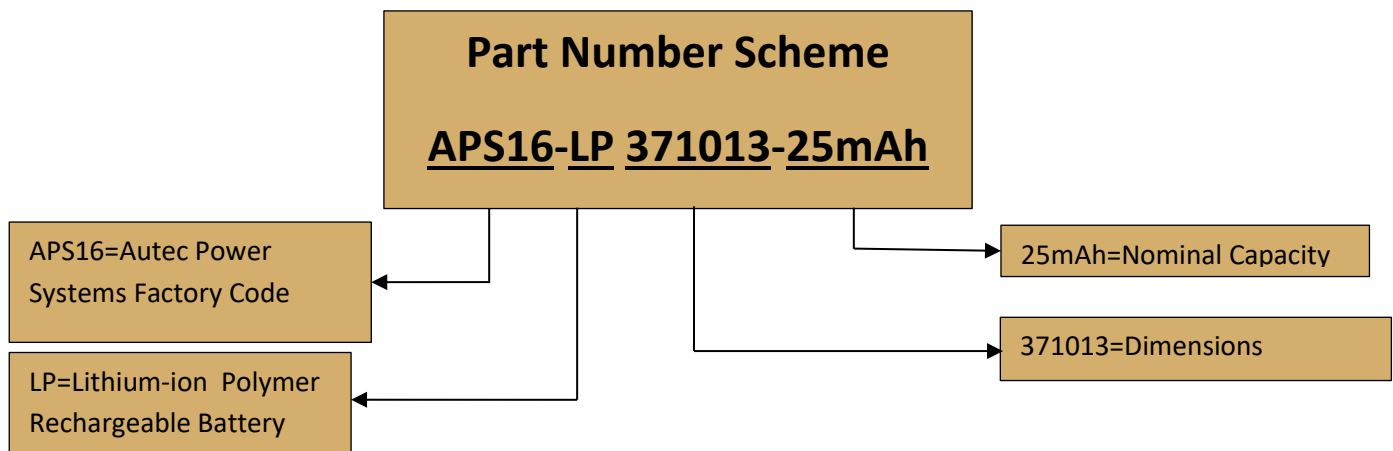 Part Number Scheme
APS16-LP 371013-25mAh
APS16=Autec Power
Systems Factory Code
LP=Lithium-ion Polymer
Rechargeable Battery
25mAh=Nominal Capacity
371013=Dimensions